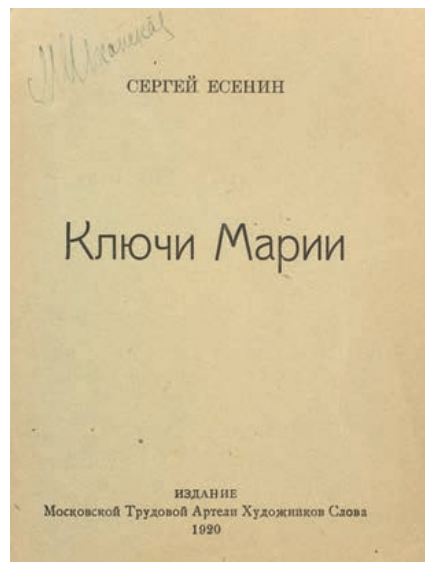 СЕРГЕЙ ЕСЕНИН
Ключи Марии
ИЗДАНИЕ
Московской Трудовой Артели Художников Слова
1920